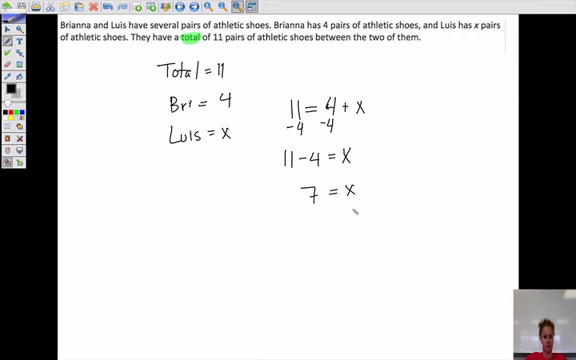 Brianna and Luis have several pairs of athletic shoes. Brianna has 4 pairs of athletic shoes, and Luis has x pairs
of athletic shoes. They have a total of 11 pairs of athletic shoes between the two of them.
Total = 11
Bri = 4
Luis = x
11 = 4 + x
-4 -4
11 - 4 = x
7 = x